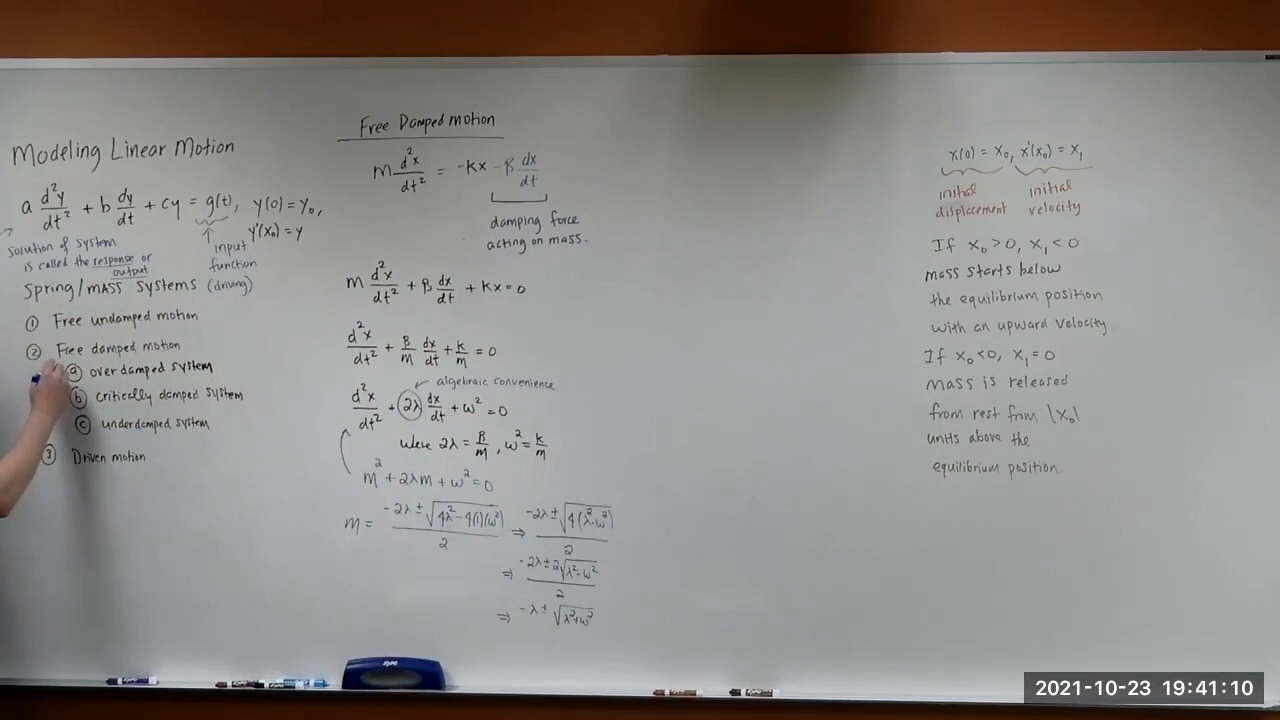 Modeling Linear Motion
a d²y/dt² + b dy/dt + cy = g(t), y(0) = y₀,
y'(x₀) = y
solution of system
is called the response or
output
input
function
(driving)
Spring/mass Systems
① Free undamped motion
② Free damped motion
ⓐ over damped system
ⓑ critically damped system
ⓒ underdamped system
③ Driven motion
Free Damped motion
m d²x/dt² = -kx - β dx/dt
damping force
acting on mass.
m d²x/dt² + β dx/dt + kx = 0
d²x/dt² + β/m dx/dt + k/m = 0
algebraic convenience
d²x/dt² + 2λ dx/dt + ω² = 0
Were 2λ = β/m, ω² = k/m
m² + 2λm + ω² = 0
m = (-2λ ± √(4λ² - 4(1)(ω²)))/2 ⇒ (-2λ ± √(4(λ²-ω²)))/2
⇒ (-2λ ± 2√(λ²-ω²))/2
⇒ -λ ± √(λ²+ω²)
x(0) = x₀, x'(x₀) = x₁
initial displacement
initial velocity
If x₀ > 0, x₁ < 0
mass starts below
the equilibrium position
with an upward velocity
If x₀ < 0, x₁ = 0
mass is released
from rest from |x₀|
units above the
equilibrium position.
expo
2021-10-23 19:41:10